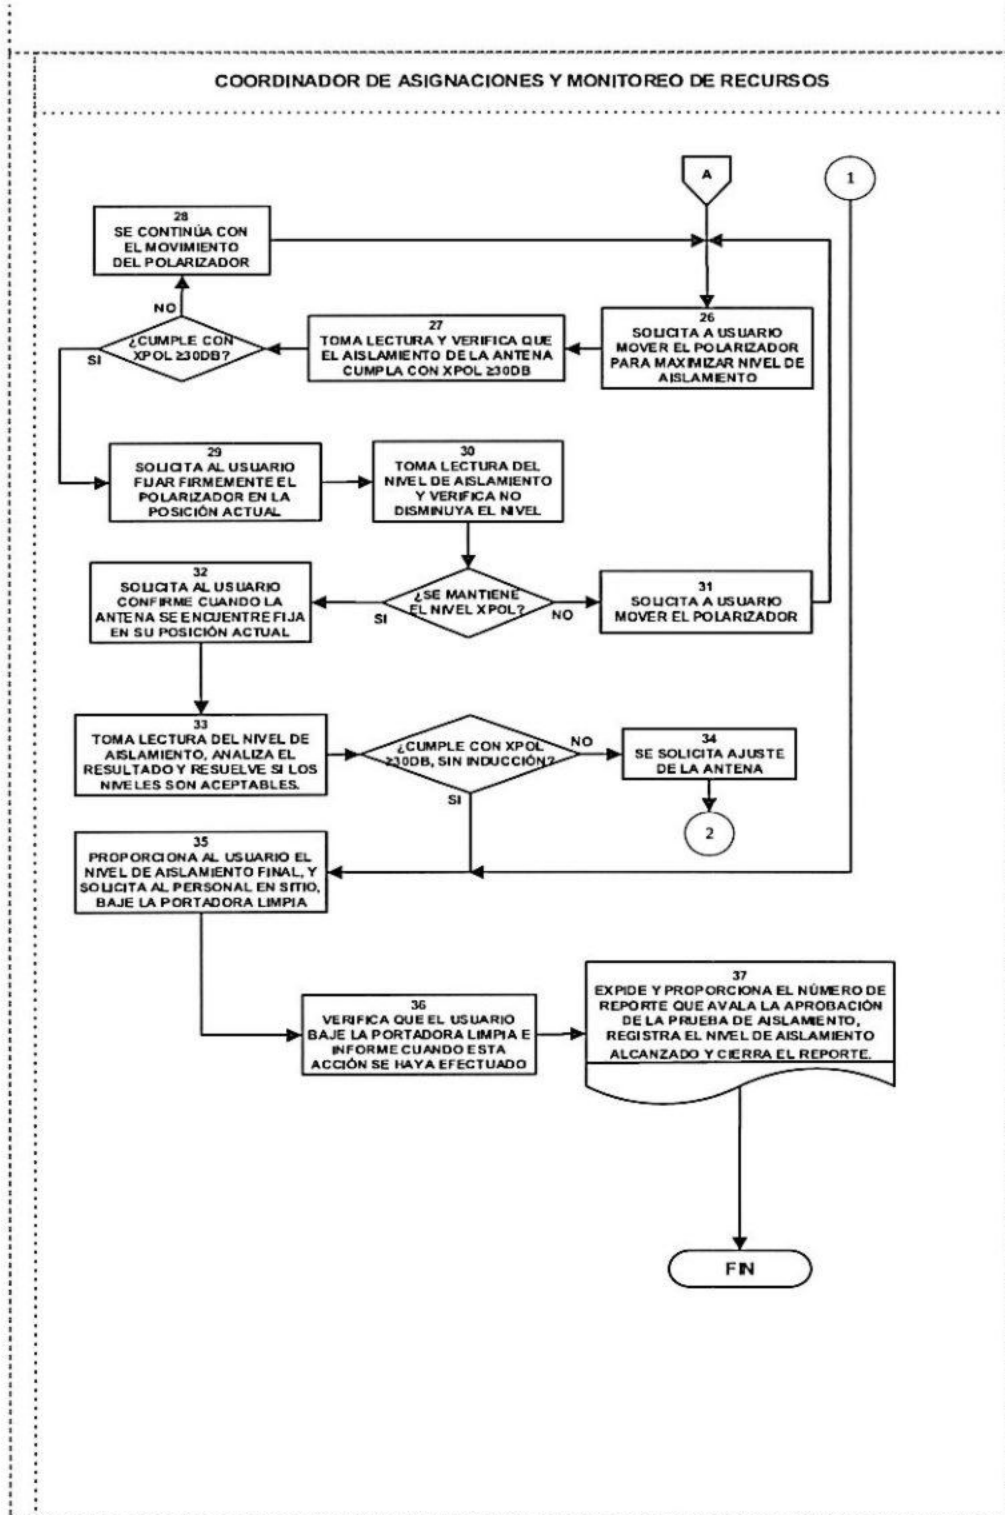 COORDINADOR DE ASIGNACIONES Y MONITOREO DE RECURSOS
A
1
28
SE CONTINÚA CON
EL MOVIMIENTO
DEL POLARIZADOR
NO
¿CUMPLE CON
XPOL ≥30DB?
SI
27
TOMA LECTURA Y VERIFICA QUE
EL AISLAMIENTO DE LA ANTENA
CUMPLA CON XPOL ≥30DB
26
SOLICITA A USUARIO
MOVER EL POLARIZADOR
PARA MAXIMIZAR NIVEL DE
AISLAMIENTO
29
SOLICITA AL USUARIO
FIJAR FIRMEMENTE EL
POLARIZADOR EN LA
POSICIÓN ACTUAL
30
TOMA LECTURA DEL
NIVEL DE AISLAMIENTO
Y VERIFICA NO
DISMINUYA EL NIVEL
32
SOLICITA AL USUARIO
CONFIRME CUANDO LA
ANTENA SE ENCUENTRE FIJA
EN SU POSICIÓN ACTUAL
SI
¿SE MANTIENE
EL NIVEL XPOL?
NO
31
SOLICITA A USUARIO
MOVER EL POLARIZADOR
33
TOMA LECTURA DEL NIVEL DE
AISLAMIENTO, ANALIZA EL
RESULTADO Y RESUELVE SI LOS
NIVELES SON ACEPTABLES.
¿CUMPLE CON XPOL
≥30DB, SIN INDUCCIÓN?
NO
SI
34
SE SOLICITA AJUSTE
DE LA ANTENA
2
35
PROPORCIONA AL USUARIO EL
NIVEL DE AISLAMIENTO FINAL, Y
SOLICITA AL PERSONAL EN SITIO,
BAJE LA PORTADORA LIMPIA
36
VERIFICA QUE EL USUARIO
BAJE LA PORTADORA LIMPIA E
INFORME CUANDO ESTA
ACCIÓN SE HAYA EFECTUADO
37
EXPIDE Y PROPORCIONA EL NÚMERO DE
REPORTE QUE AVALA LA APROBACIÓN
DE LA PRUEBA DE AISLAMIENTO,
REGISTRA EL NIVEL DE AISLAMIENTO
ALCANZADO Y CIERRA EL REPORTE.
FIN